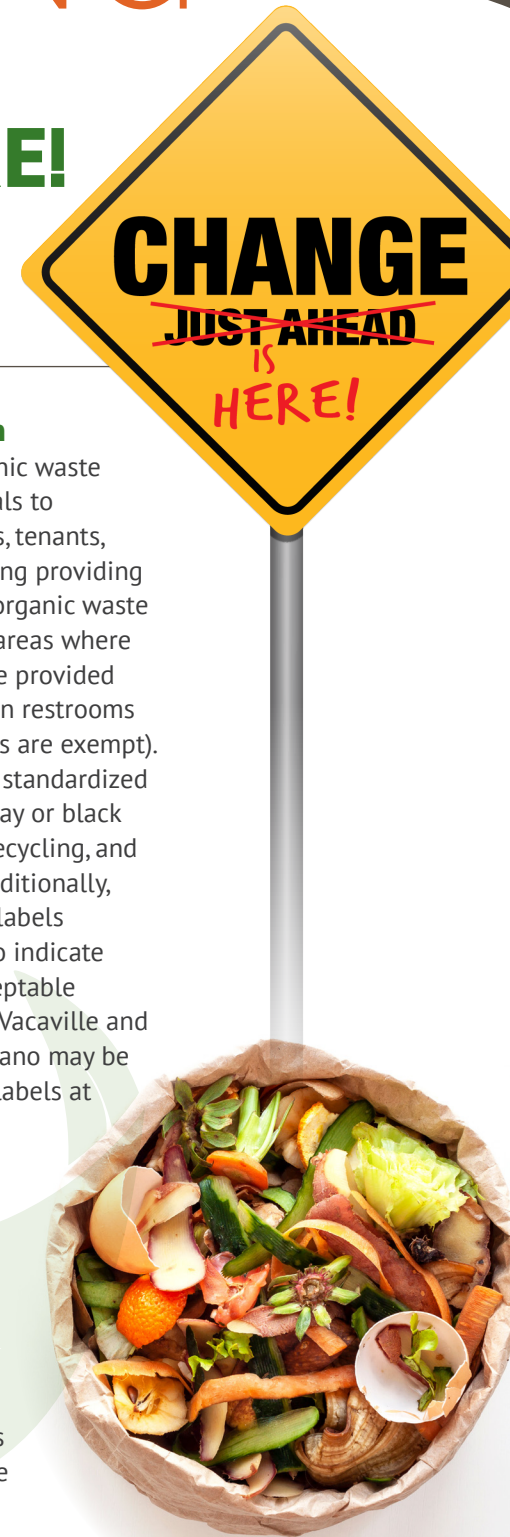 NG
E!
CHANGE
JUST AHEAD
IS
HERE!
nic waste
als to
s, tenants,
ng providing
organic waste
areas where
e provided
n restrooms
s are exempt).
standardized
ay or black
ecycling, and
ditionally,
labels
o indicate
eptable
Vacaville and
ano may be
labels at
s
e